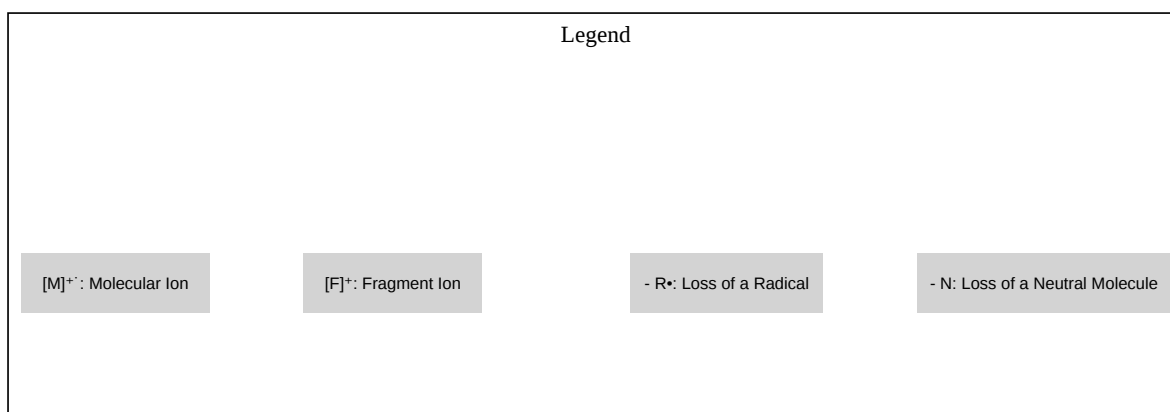 Legend
[M]⁺˙: Molecular Ion
[F]⁺: Fragment Ion
- R•: Loss of a Radical
- N: Loss of a Neutral Molecule